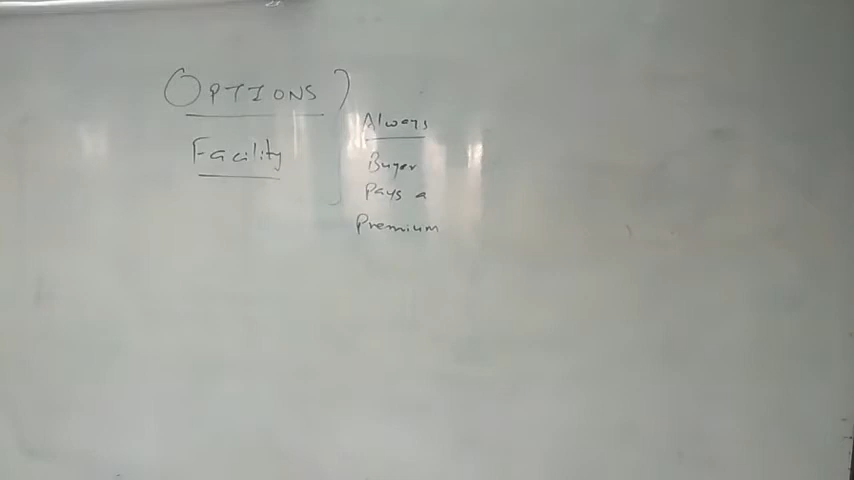 OPTIONS
Facility
Always
Buyer
Pays a
Premium